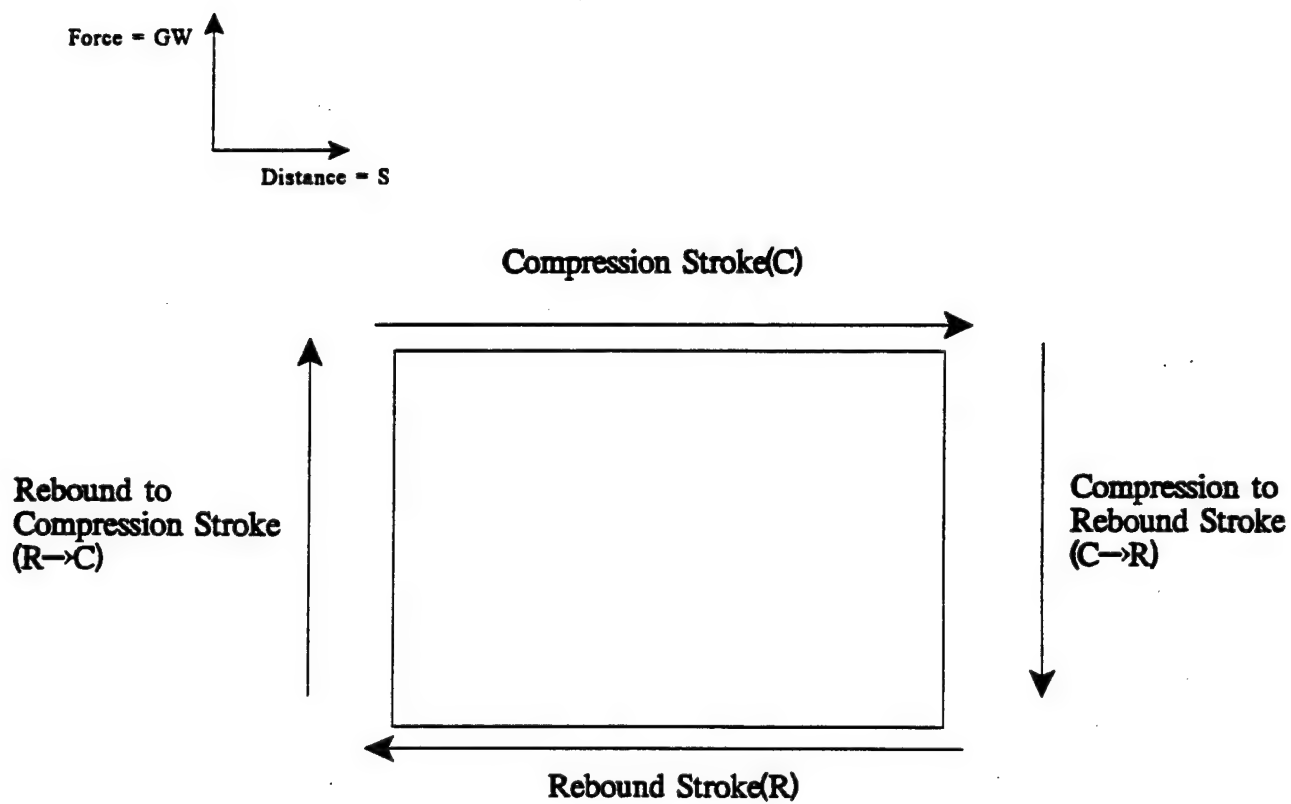 Force = GW
Distance = S
Compression Stroke(C)
Rebound to
Compression Stroke
(R→C)
Compression to
Rebound Stroke
(C→R)
Rebound Stroke(R)